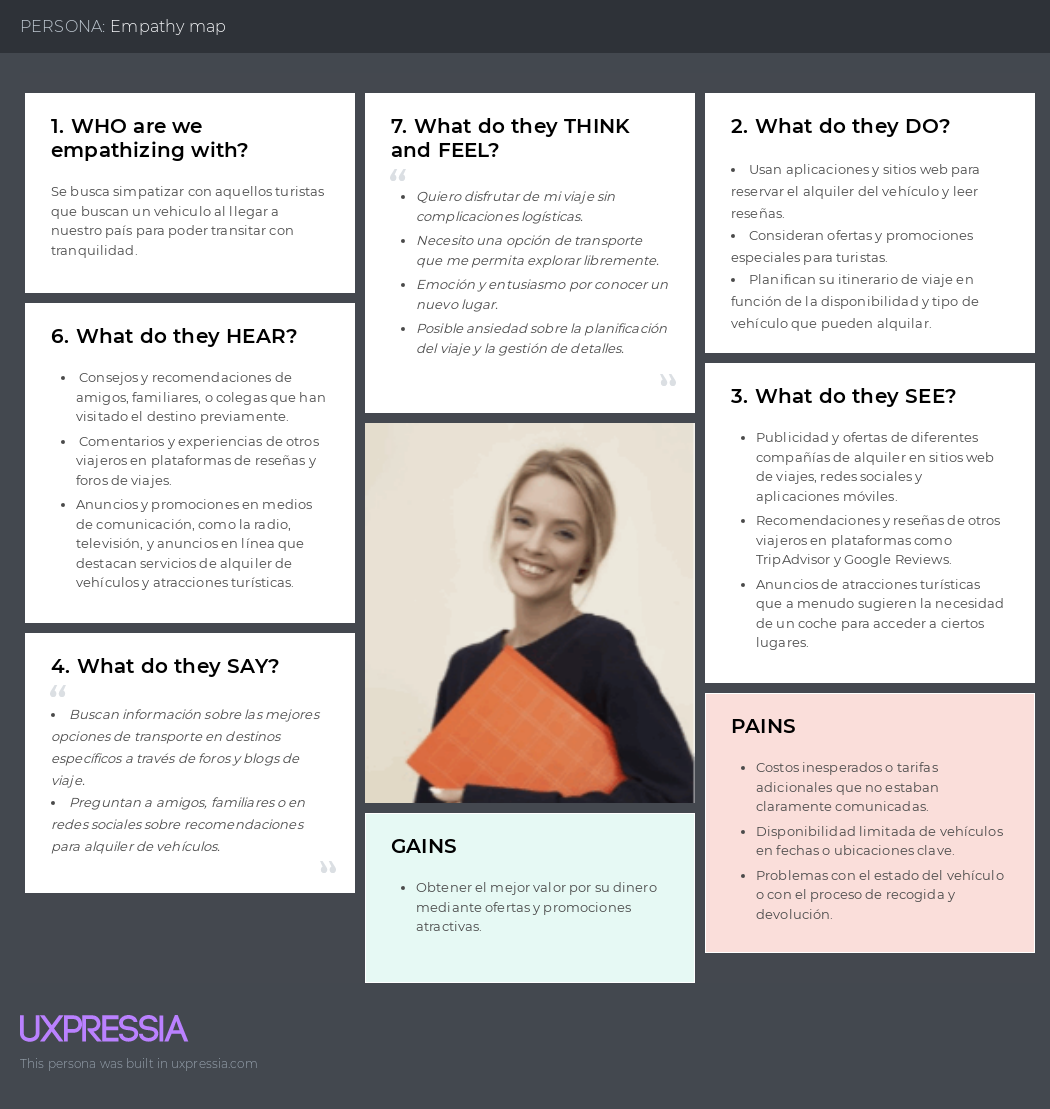 PERSONA: Empathy map
1. WHO are we
empathizing with?
Se busca simpatizar con aquellos turistas
que buscan un vehiculo al llegar a
nuestro país para poder transitar con
tranquilidad.
6. What do they HEAR?
• Consejos y recomendaciones de
amigos, familiares, o colegas que han
visitado el destino previamente.
• Comentarios y experiencias de otros
viajeros en plataformas de reseñas y
foros de viajes.
• Anuncios y promociones en medios
de comunicación, como la radio,
televisión, y anuncios en línea que
destacan servicios de alquiler de
vehículos y atracciones turísticas.
4. What do they SAY?
“
• Buscan información sobre las mejores
opciones de transporte en destinos
específicos a través de foros y blogs de
viaje.
• Preguntan a amigos, familiares o en
redes sociales sobre recomendaciones
para alquiler de vehículos.
”
7. What do they THINK
and FEEL?
“
• Quiero disfrutar de mi viaje sin
complicaciones logísticas.
• Necesito una opción de transporte
que me permita explorar libremente.
• Emoción y entusiasmo por conocer un
nuevo lugar.
• Posible ansiedad sobre la planificación
del viaje y la gestión de detalles.
”
GAINS
• Obtener el mejor valor por su dinero
mediante ofertas y promociones
atractivas.
2. What do they DO?
• Usan aplicaciones y sitios web para
reservar el alquiler del vehículo y leer
reseñas.
• Consideran ofertas y promociones
especiales para turistas.
• Planifican su itinerario de viaje en
función de la disponibilidad y tipo de
vehículo que pueden alquilar.
3. What do they SEE?
• Publicidad y ofertas de diferentes
compañías de alquiler en sitios web
de viajes, redes sociales y
aplicaciones móviles.
• Recomendaciones y reseñas de otros
viajeros en plataformas como
TripAdvisor y Google Reviews.
• Anuncios de atracciones turísticas
que a menudo sugieren la necesidad
de un coche para acceder a ciertos
lugares.
PAINS
• Costos inesperados o tarifas
adicionales que no estaban
claramente comunicadas.
• Disponibilidad limitada de vehículos
en fechas o ubicaciones clave.
• Problemas con el estado del vehículo
o con el proceso de recogida y
devolución.
UXPRESSIA
This persona was built in uxpressia.com